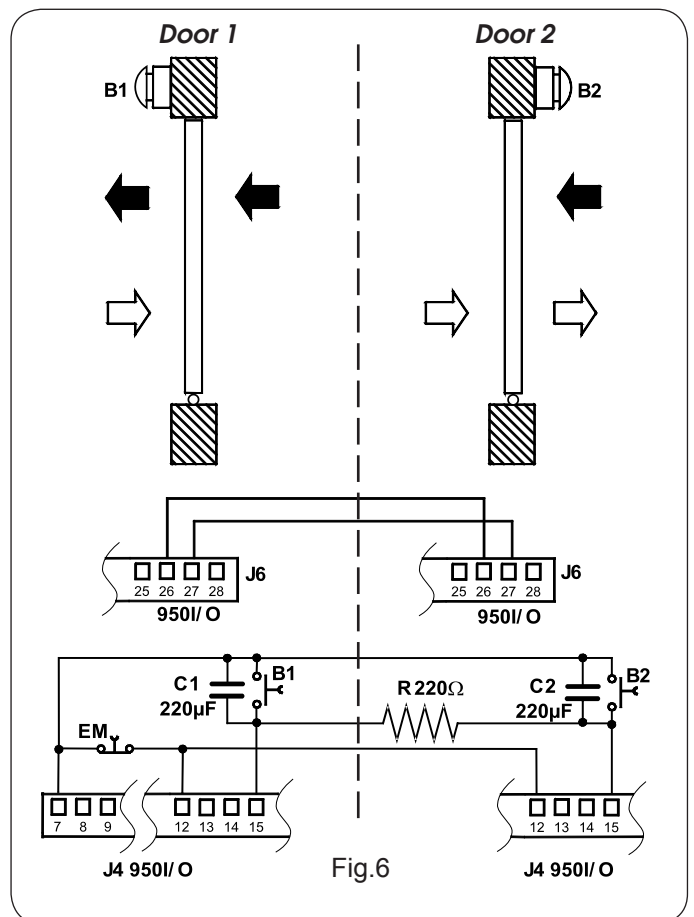 Door 1 Door 2
B1 B2
J6 J6
25 26 27 28 25 26 27 28
950I/O 950I/O
B1 B2
C1 R 220Ω C2
220µF 220µF
EM
7 8 9 12 13 14 15 12 13 14 15
J4 950I/O Fig.6 J4 950I/O